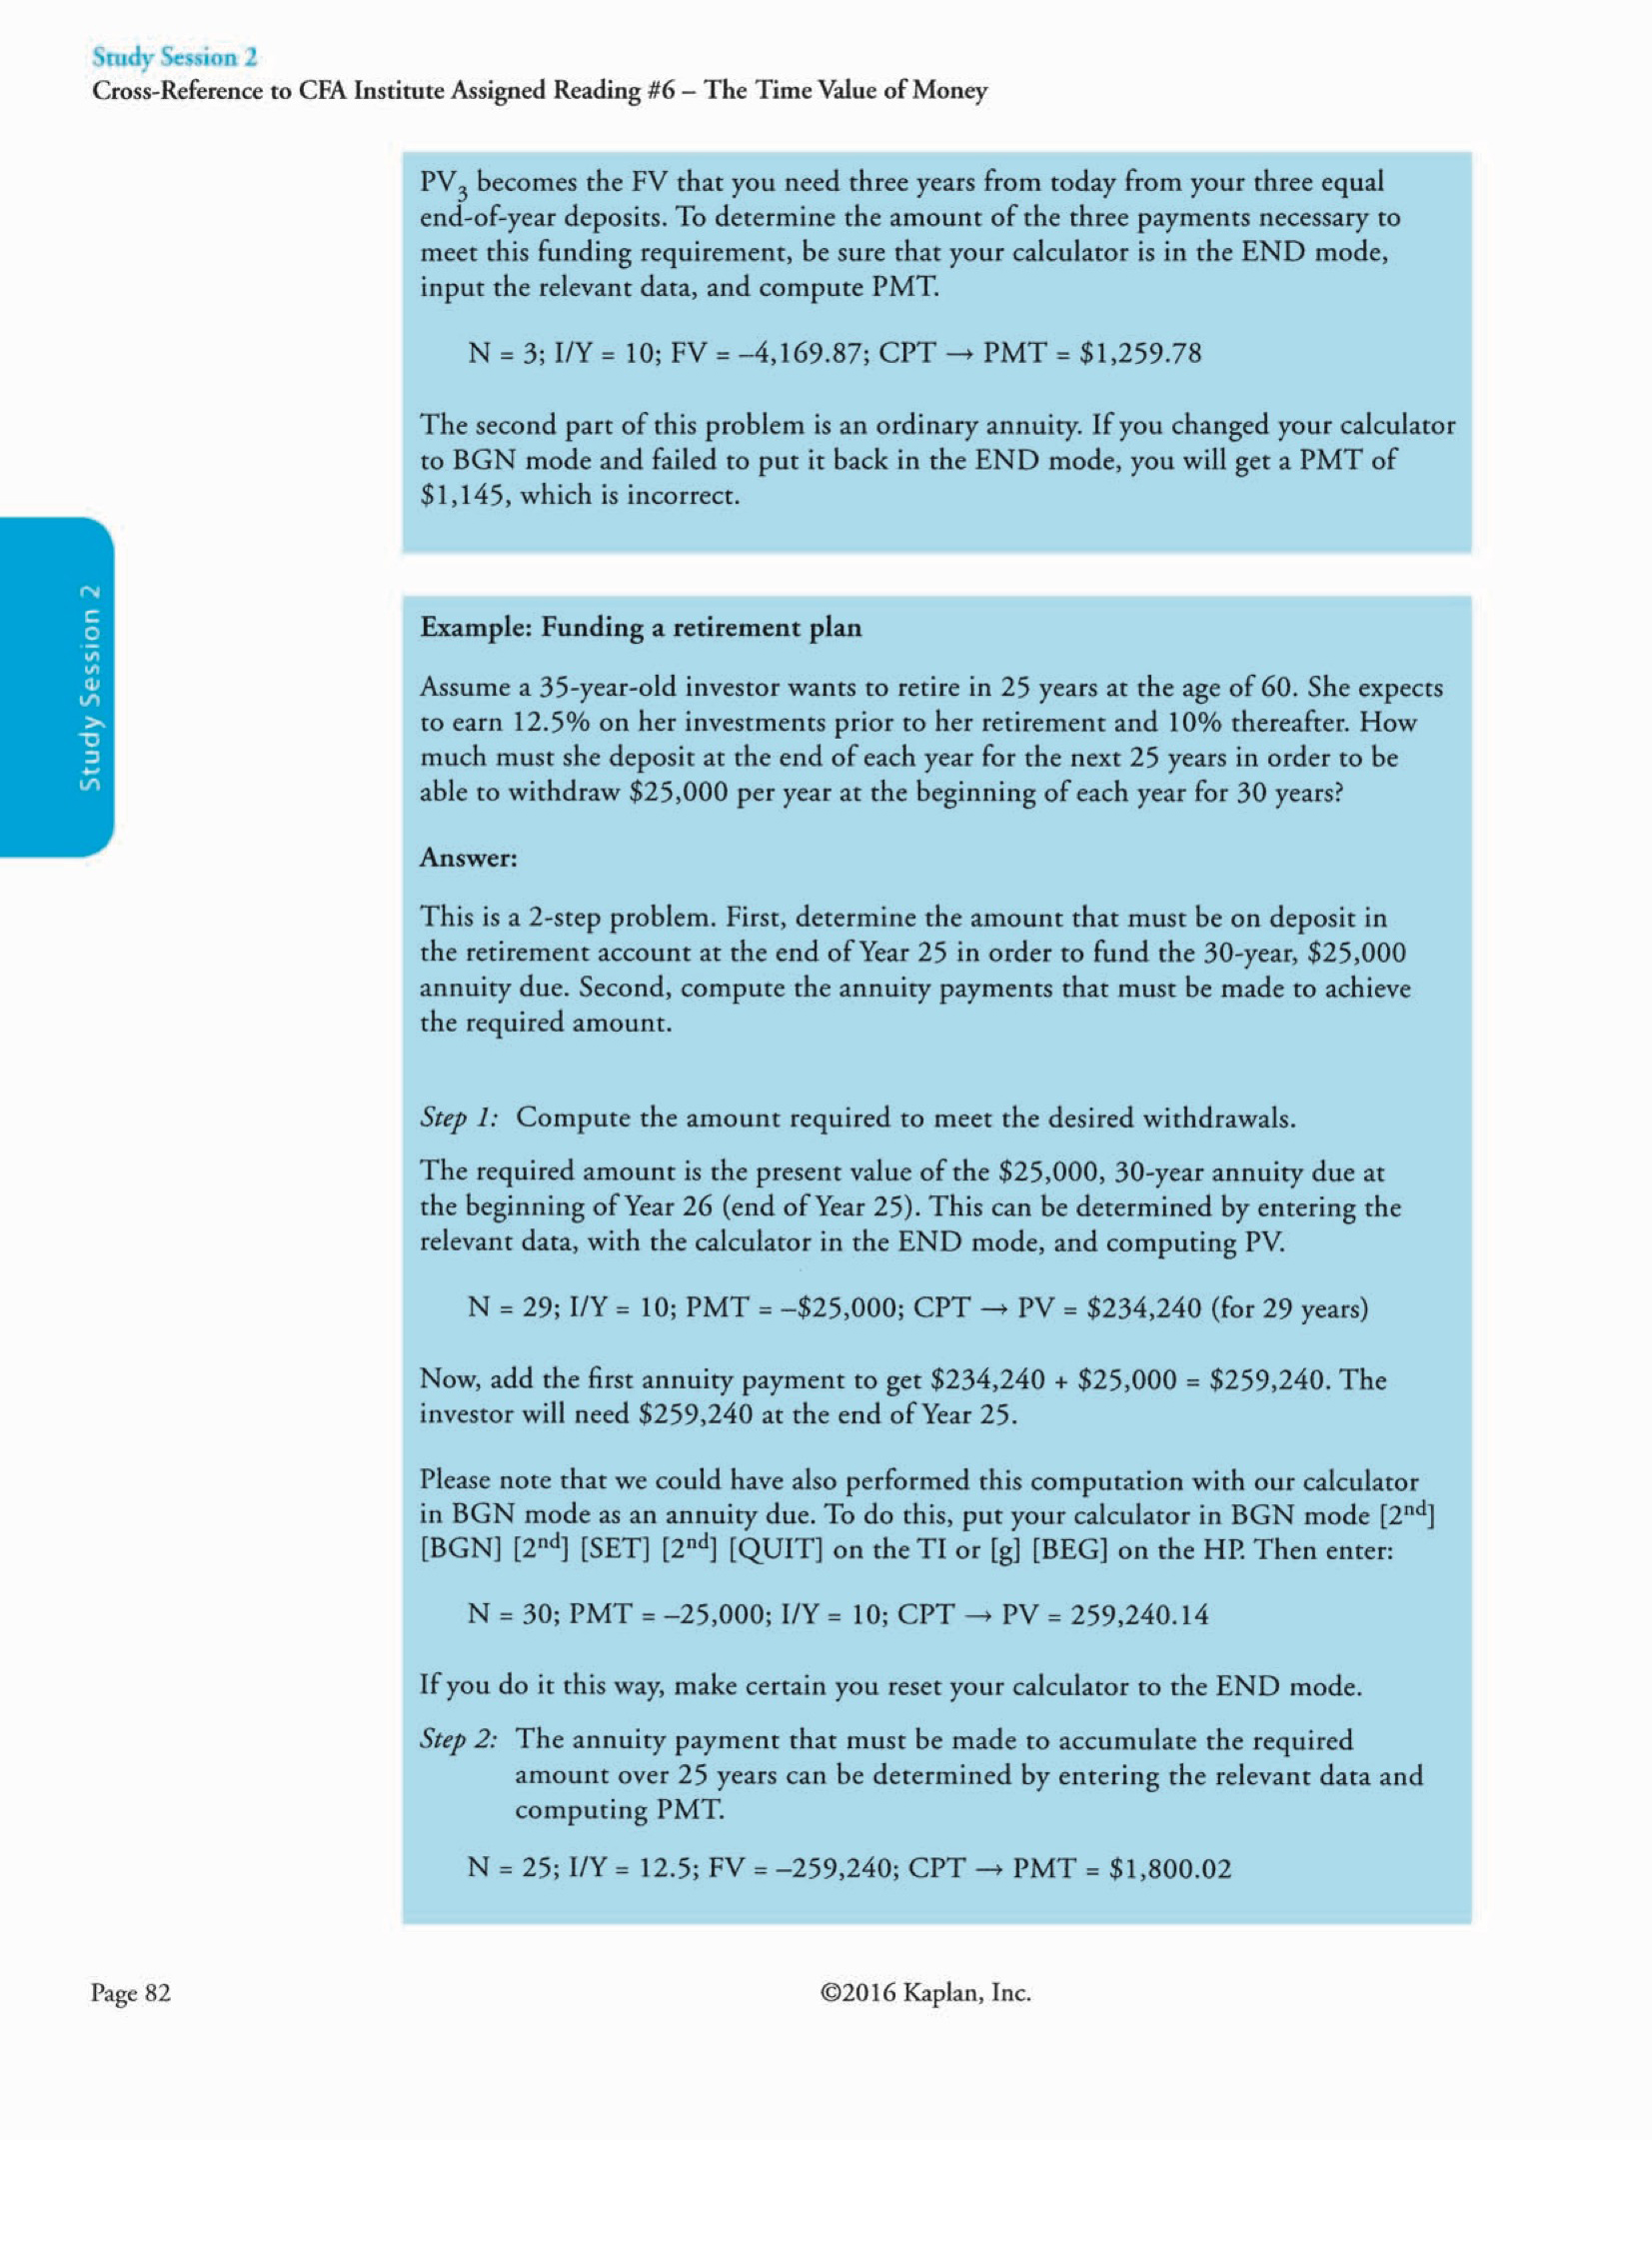 Study Session 2
Cross-Reference to CFA Institute Assigned Reading #6 – The Time Value of Money
PV3 becomes the FV that you need three years from today from your three equal
end-of-year deposits. To determine the amount of the three payments necessary to
meet this funding requirement, be sure that your calculator is in the END mode,
input the relevant data, and compute PMT.
N = 3; I/Y = 10; FV = –4,169.87; CPT → PMT = $1,259.78
The second part of this problem is an ordinary annuity. If you changed your calculator
to BGN mode and failed to put it back in the END mode, you will get a PMT of
$1,145, which is incorrect.
Study Session 2
Example: Funding a retirement plan
Assume a 35-year-old investor wants to retire in 25 years at the age of 60. She expects
to earn 12.5% on her investments prior to her retirement and 10% thereafter. How
much must she deposit at the end of each year for the next 25 years in order to be
able to withdraw $25,000 per year at the beginning of each year for 30 years?
Answer:
This is a 2-step problem. First, determine the amount that must be on deposit in
the retirement account at the end of Year 25 in order to fund the 30-year, $25,000
annuity due. Second, compute the annuity payments that must be made to achieve
the required amount.
Step 1: Compute the amount required to meet the desired withdrawals.
The required amount is the present value of the $25,000, 30-year annuity due at
the beginning of Year 26 (end of Year 25). This can be determined by entering the
relevant data, with the calculator in the END mode, and computing PV.
N = 29; I/Y = 10; PMT = –$25,000; CPT → PV = $234,240 (for 29 years)
Now, add the first annuity payment to get $234,240 + $25,000 = $259,240. The
investor will need $259,240 at the end of Year 25.
Please note that we could have also performed this computation with our calculator
in BGN mode as an annuity due. To do this, put your calculator in BGN mode [2nd]
[BGN] [2nd] [SET] [2nd] [QUIT] on the TI or [g] [BEG] on the HP. Then enter:
N = 30; PMT = –25,000; I/Y = 10; CPT → PV = 259,240.14
If you do it this way, make certain you reset your calculator to the END mode.
Step 2: The annuity payment that must be made to accumulate the required
amount over 25 years can be determined by entering the relevant data and
computing PMT.
N = 25; I/Y = 12.5; FV = –259,240; CPT → PMT = $1,800.02
Page 82
©2016 Kaplan, Inc.